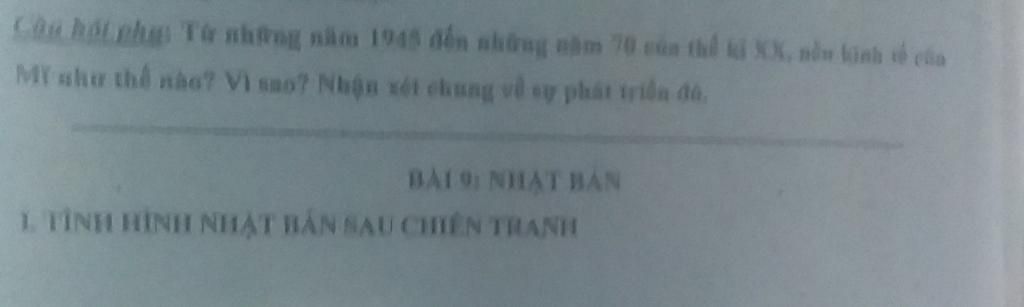 Câu hỏi phụ: Từ những năm 1945 đến những năm 70 của thế kỉ XX, nền kinh tế của
Mĩ như thế nào? Vì sao? Nhận xét chung về sự phát triển đó.
BÀI 9: NHẬT BẢN
I. TÌNH HÌNH NHẬT BẢN SAU CHIẾN TRANH